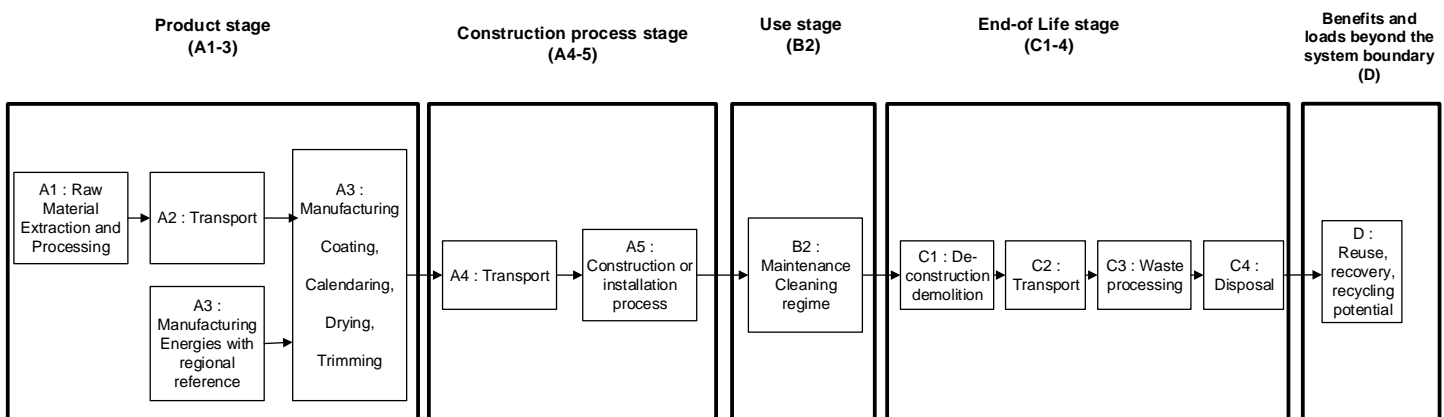 Product stage
(A1-3)
Construction process stage
(A4-5)
Use stage
(B2)
End-of Life stage
(C1-4)
Benefits and
loads beyond the
system boundary
(D)
A1 : Raw
Material
Extraction and
Processing
A2 : Transport
A3 :
Manufacturing
Energies with
regional
reference
A3 :
Manufacturing
Coating,
Calendaring,
Drying,
Trimming
A4 : Transport
A5 :
Construction or
installation
process
B2 :
Maintenance
Cleaning
regime
C1 : De-
construction
demolition
C2 :
Transport
C3 : Waste
processing
C4 :
Disposal
D :
Reuse,
recovery,
recycling
potential